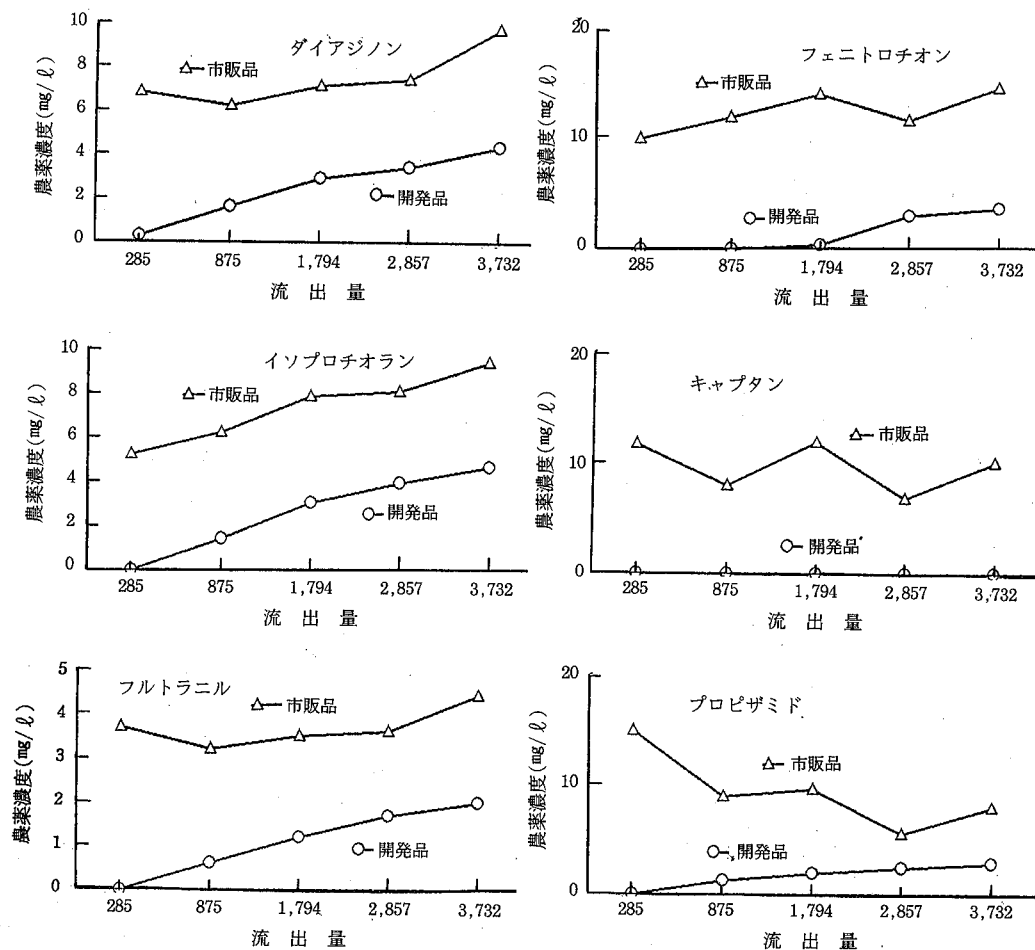 ダイアジノン
農薬濃度(mg/ℓ)
10
8
6
4
2
0
市販品
開発品
285 875 1,794 2,857 3,732
流出量
フェニトロチオン
農薬濃度(mg/ℓ)
20
10
0
市販品
開発品
285 875 1,794 2,857 3,732
流出量
イソプロチオラン
農薬濃度(mg/ℓ)
10
8
6
4
2
0
市販品
開発品
285 875 1,794 2,857 3,732
流出量
キャプタン
農薬濃度(mg/ℓ)
20
10
0
市販品
開発品
285 875 1,794 2,857 3,732
流出量
フルトラニル
農薬濃度(mg/ℓ)
5
4
3
2
1
0
市販品
開発品
285 875 1,794 2,857 3,732
流出量
プロピザミド
農薬濃度(mg/ℓ)
20
10
0
市販品
開発品
285 875 1,794 2,857 3,732
流出量